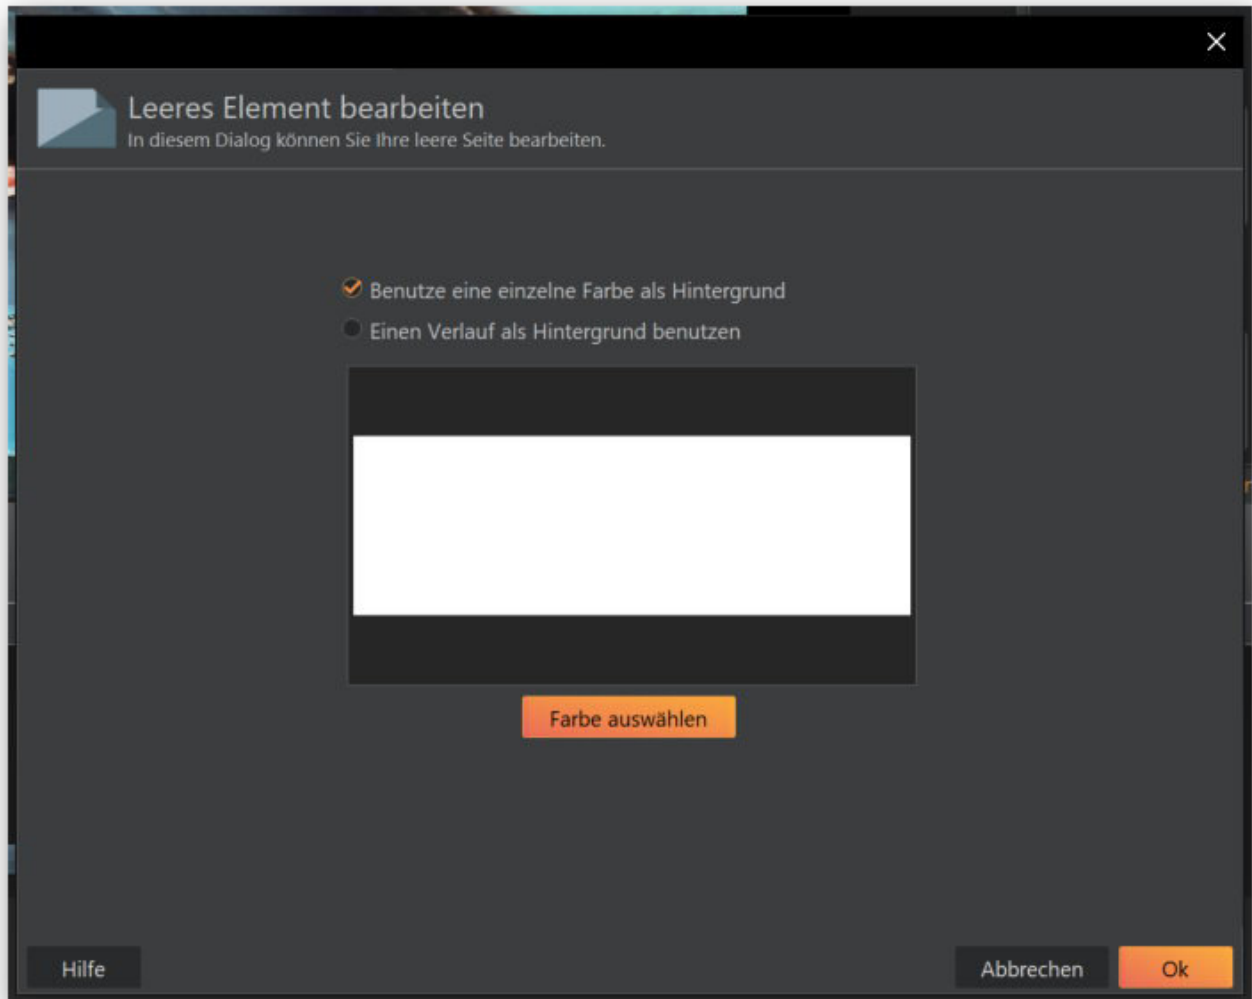 Leeres Element bearbeiten
In diesem Dialog können Sie Ihre leere Seite bearbeiten.
Benutze eine einzelne Farbe als Hintergrund
Einen Verlauf als Hintergrund benutzen
Farbe auswählen
Hilfe
Abbrechen
Ok